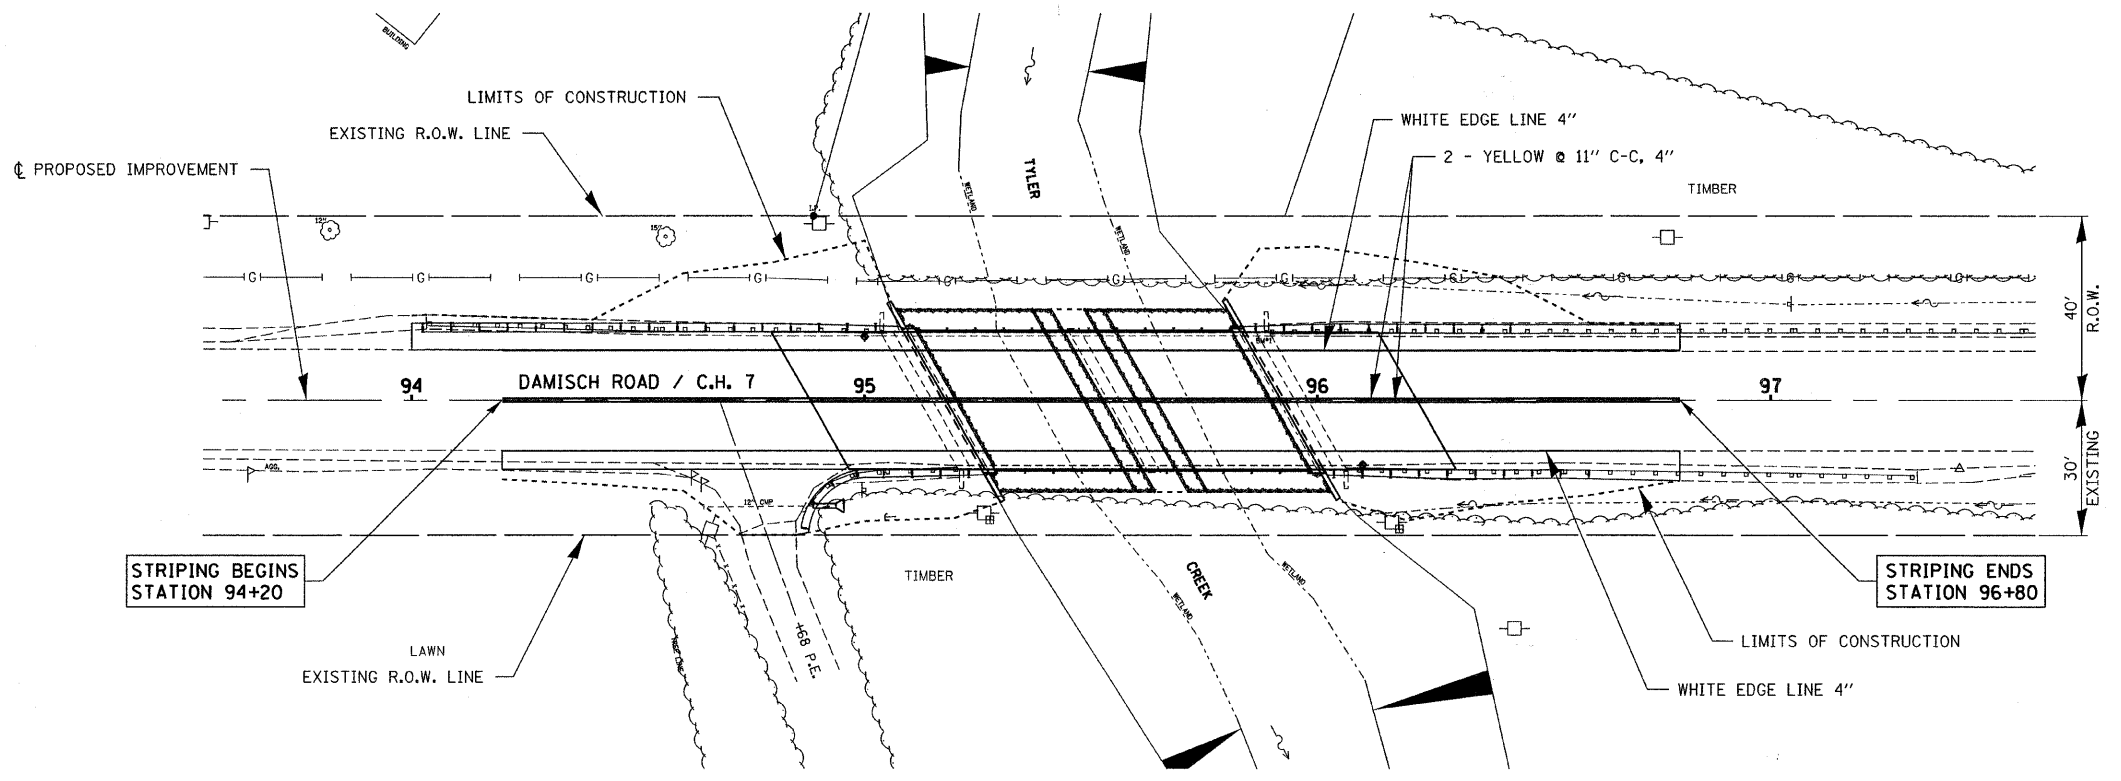 BUILDING
LIMITS OF CONSTRUCTION
EXISTING R.O.W. LINE
℄ PROPOSED IMPROVEMENT
WHITE EDGE LINE 4"
2 - YELLOW @ 11" C-C, 4"
TIMBER
TYLER
WETLAND
WETLAND
12"
15"
I.P.
G G G G G G G G G G G
40'
R.O.W.
94
DAMISCH ROAD / C.H. 7
95
96
97
AGG.
12" CMP
30'
EXISTING
STRIPING BEGINS
STATION 94+20
TIMBER
CREEK
WETLAND
WETLAND
STRIPING ENDS
STATION 96+80
+68 P.E.
LAWN
EXISTING R.O.W. LINE
LIMITS OF CONSTRUCTION
WHITE EDGE LINE 4"